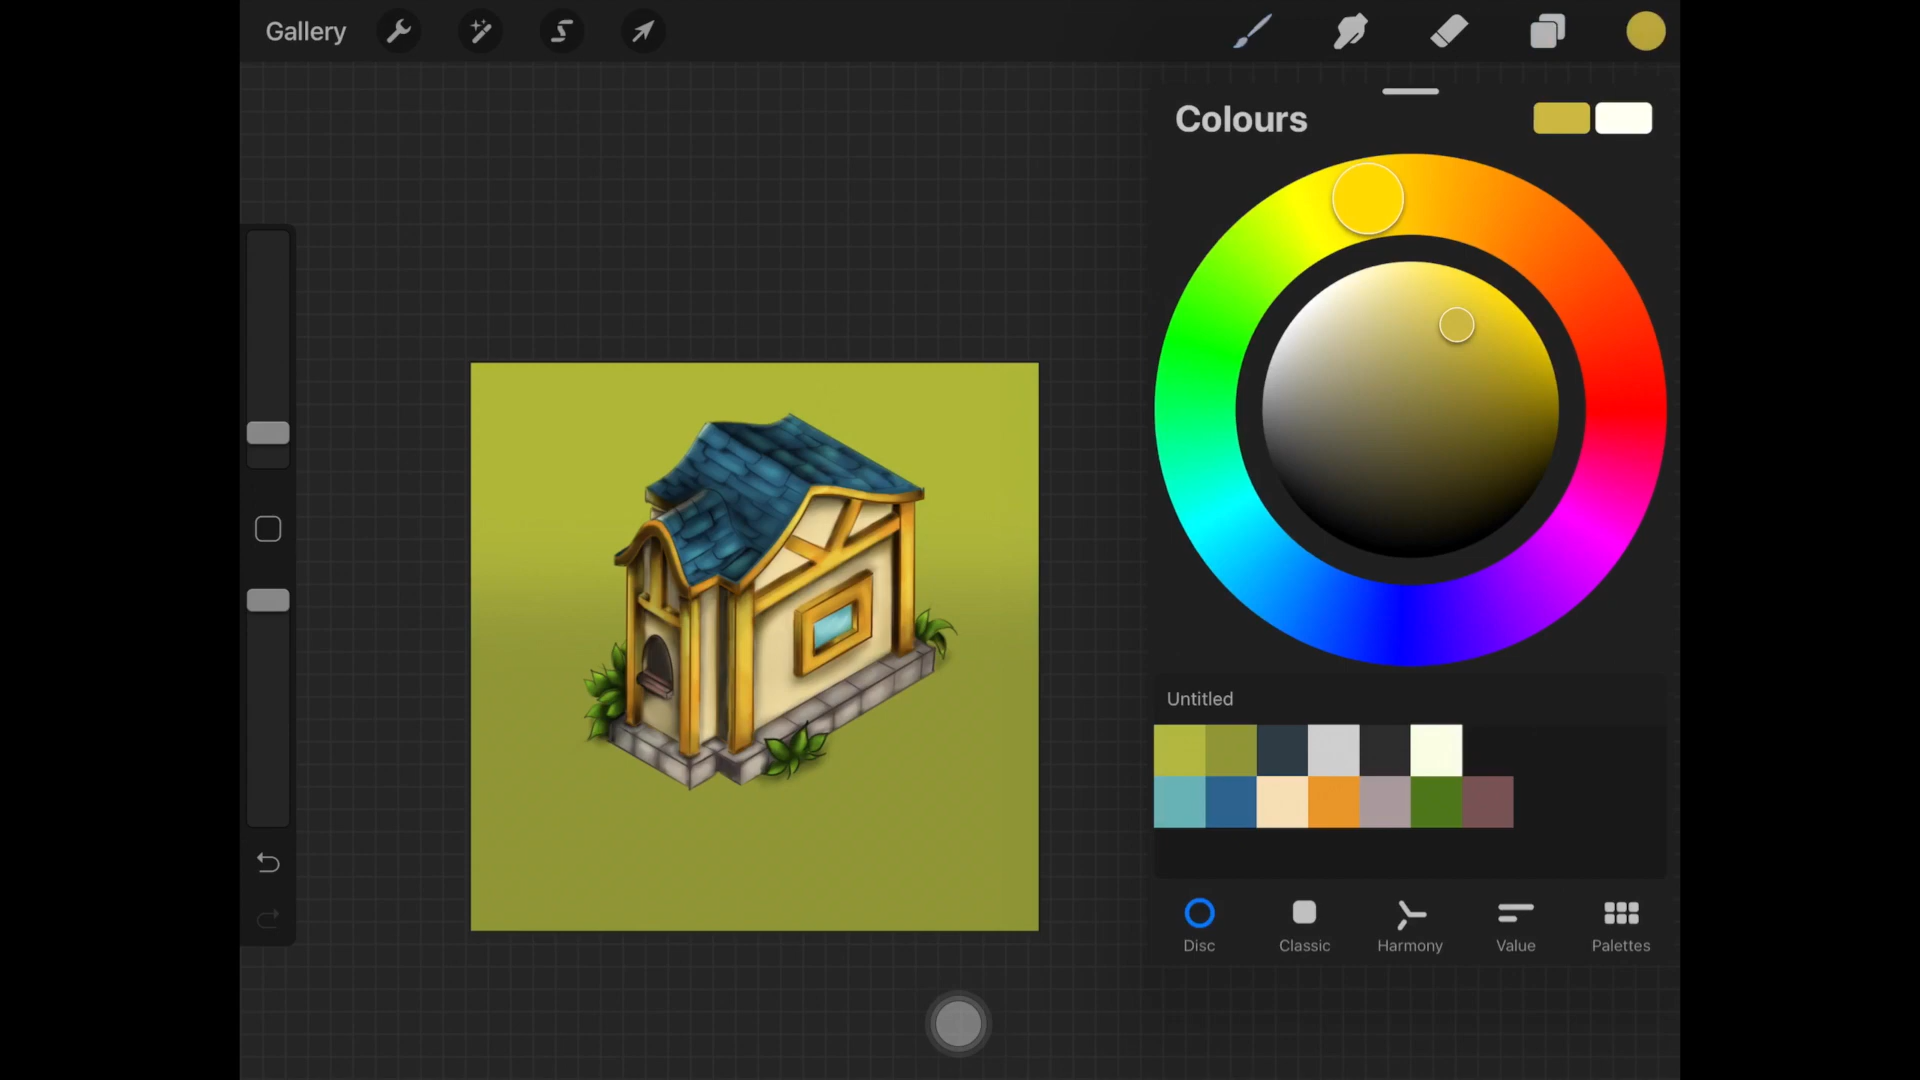 Gallery
Colours
Untitled
Disc
Classic
Harmony
Value
Palettes